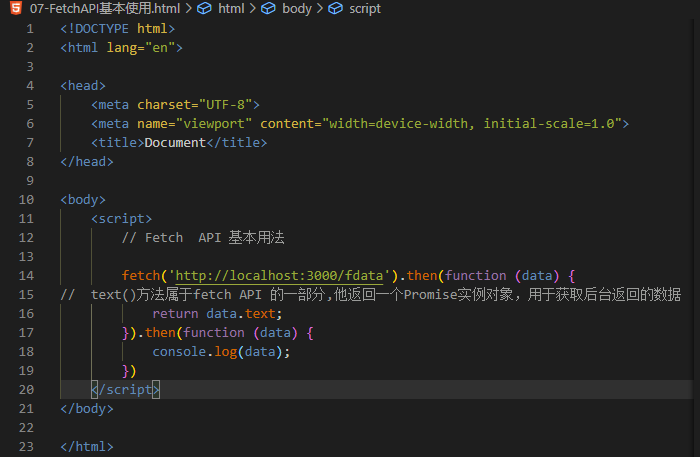 07-FetchAPI基本使用.html > html > body > script
1 <!DOCTYPE html>
2 <html lang="en">
3
4 <head>
5 <meta charset="UTF-8">
6 <meta name="viewport" content="width=device-width, initial-scale=1.0">
7 <title>Document</title>
8 </head>
9
10 <body>
11 <script>
12 // Fetch  API 基本用法
13
14 fetch('http://localhost:3000/fdata').then(function (data) {
15 //  text()方法属于fetch API 的一部分,他返回一个Promise实例对象，用于获取后台返回的数据
16 return data.text;
17 }).then(function (data) {
18 console.log(data);
19 })
20 </script>
21 </body>
22
23 </html>